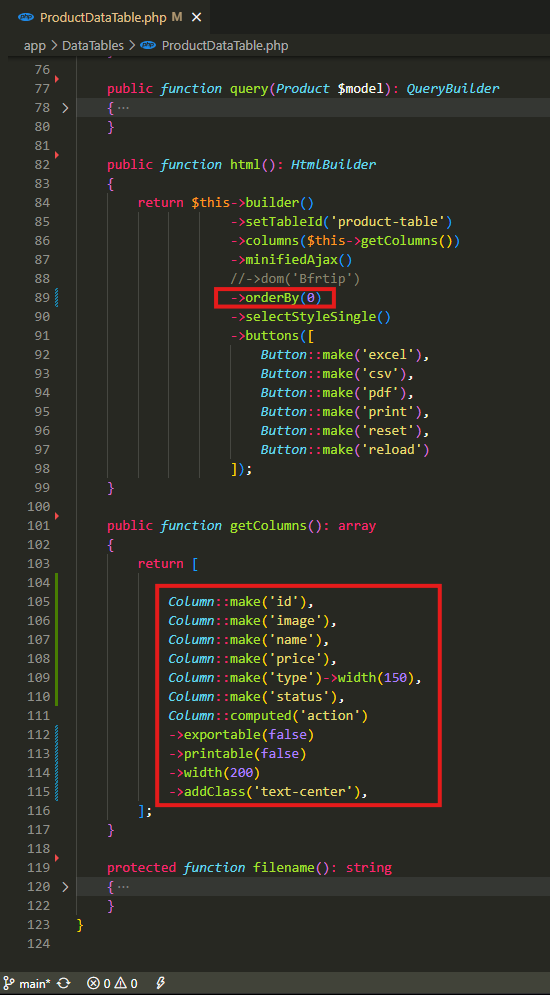 php ProductDataTable.php M ×
app > DataTables > php ProductDataTable.php
76 }
77 public function query(Product $model): QueryBuilder
78 > { ···
80 }
81
82 public function html(): HtmlBuilder
83 {
84 return $this->builder()
85 ->setTableId('product-table')
86 ->columns($this->getColumns())
87 ->minifiedAjax()
88 //->dom('Bfrtip')
89 ->orderBy(0)
90 ->selectStyleSingle()
91 ->buttons([
92 Button::make('excel'),
93 Button::make('csv'),
94 Button::make('pdf'),
95 Button::make('print'),
96 Button::make('reset'),
97 Button::make('reload')
98 ]);
99 }
100
101 public function getColumns(): array
102 {
103 return [
104
105 Column::make('id'),
106 Column::make('image'),
107 Column::make('name'),
108 Column::make('price'),
109 Column::make('type')->width(150),
110 Column::make('status'),
111 Column::computed('action')
112 ->exportable(false)
113 ->printable(false)
114 ->width(200)
115 ->addClass('text-center'),
116 ];
117 }
118
119 protected function filename(): string
120 > { ···
122 }
123 }
124
main* 0 0